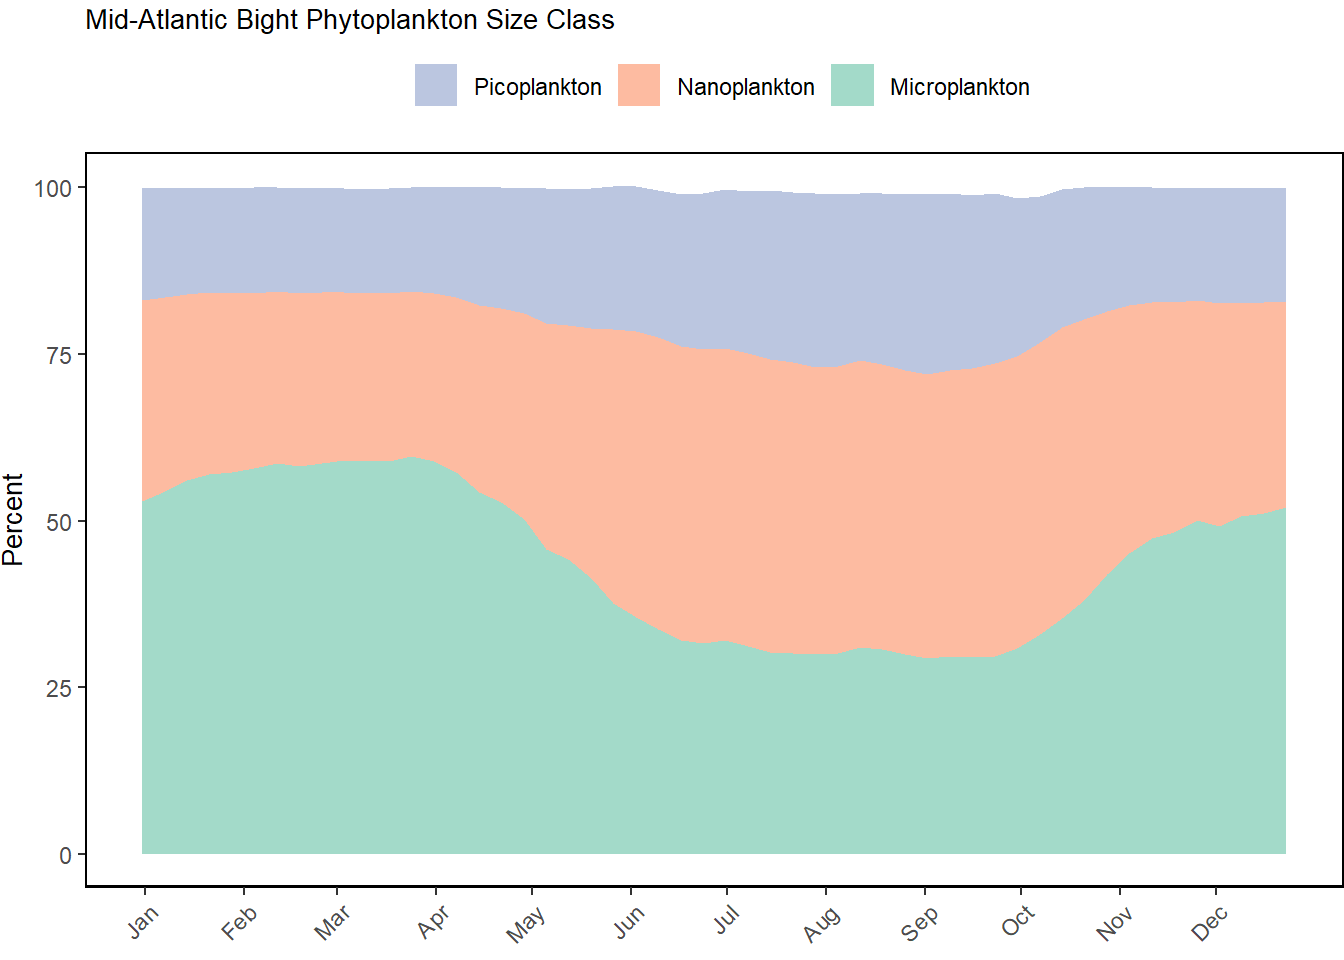 Mid-Atlantic Bight Phytoplankton Size Class
Picoplankton Nanoplankton Microplankton
Percent
100
75
50
25
0
Jan Feb Mar Apr May Jun Jul Aug Sep Oct Nov Dec